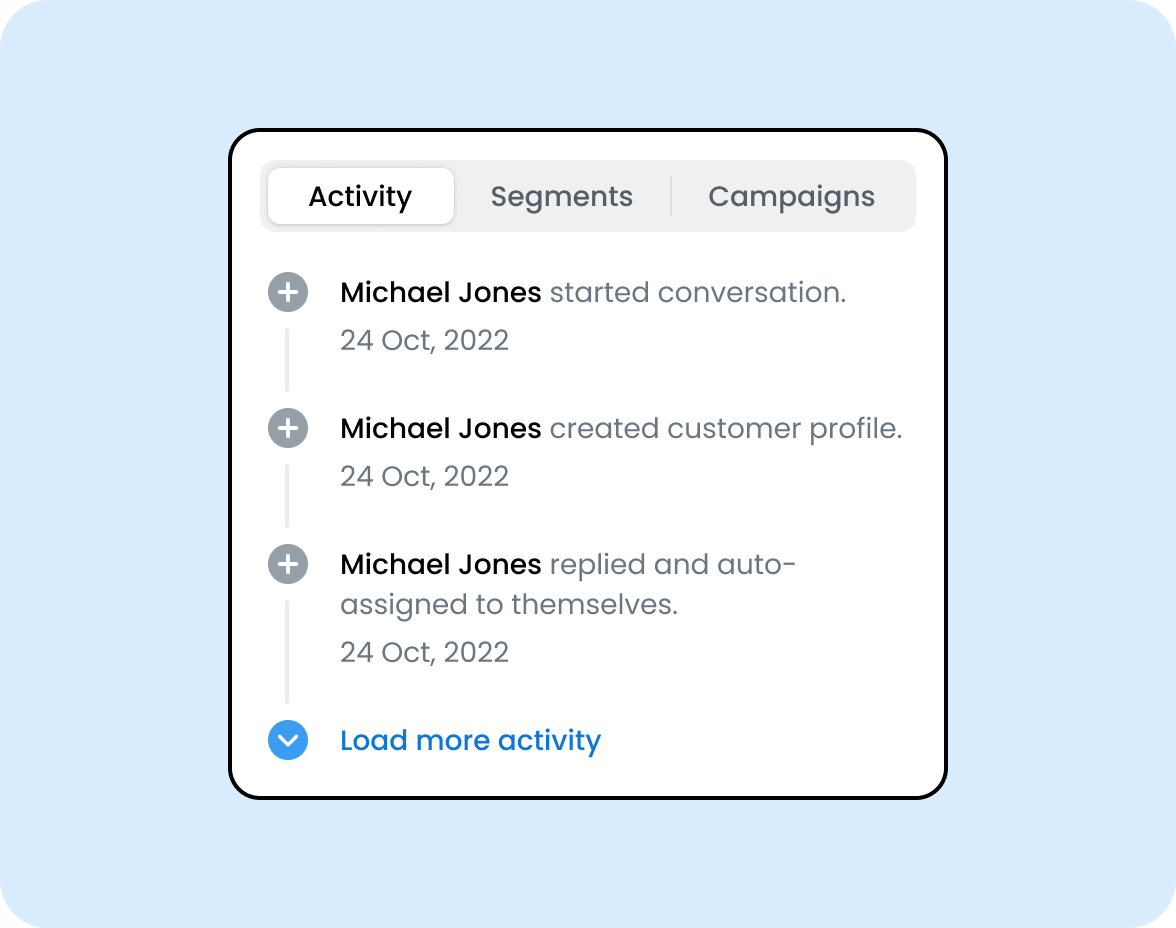 Activity
Segments
Campaigns
Michael Jones started conversation.
24 Oct, 2022
Michael Jones created customer profile.
24 Oct, 2022
Michael Jones replied and auto-
assigned to themselves.
24 Oct, 2022
Load more activity